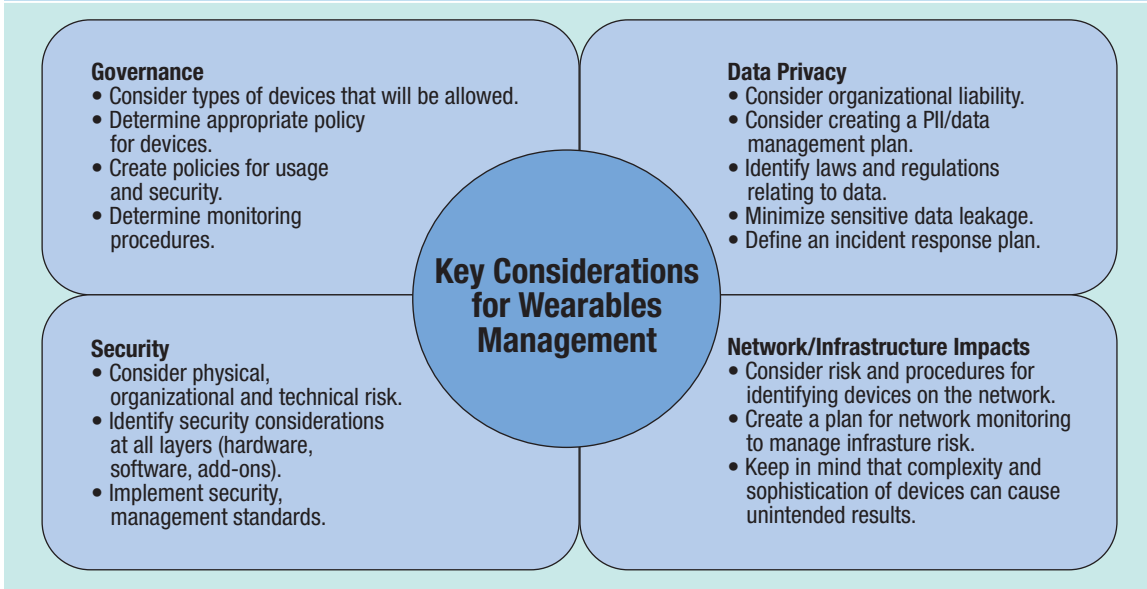 Governance
• Consider types of devices that will be allowed.
• Determine appropriate policy
for devices.
• Create policies for usage
and security.
• Determine monitoring
procedures.
Data Privacy
• Consider organizational liability.
• Consider creating a PII/data
management plan.
• Identify laws and regulations
relating to data.
• Minimize sensitive data leakage.
• Define an incident response plan.
Key Considerations
for Wearables
Management
Security
• Consider physical,
organizational and technical risk.
• Identify security considerations
at all layers (hardware,
software, add-ons).
• Implement security,
management standards.
Network/Infrastructure Impacts
• Consider risk and procedures for
identifying devices on the network.
• Create a plan for network monitoring
to manage infrasture risk.
• Keep in mind that complexity and
sophistication of devices can cause
unintended results.